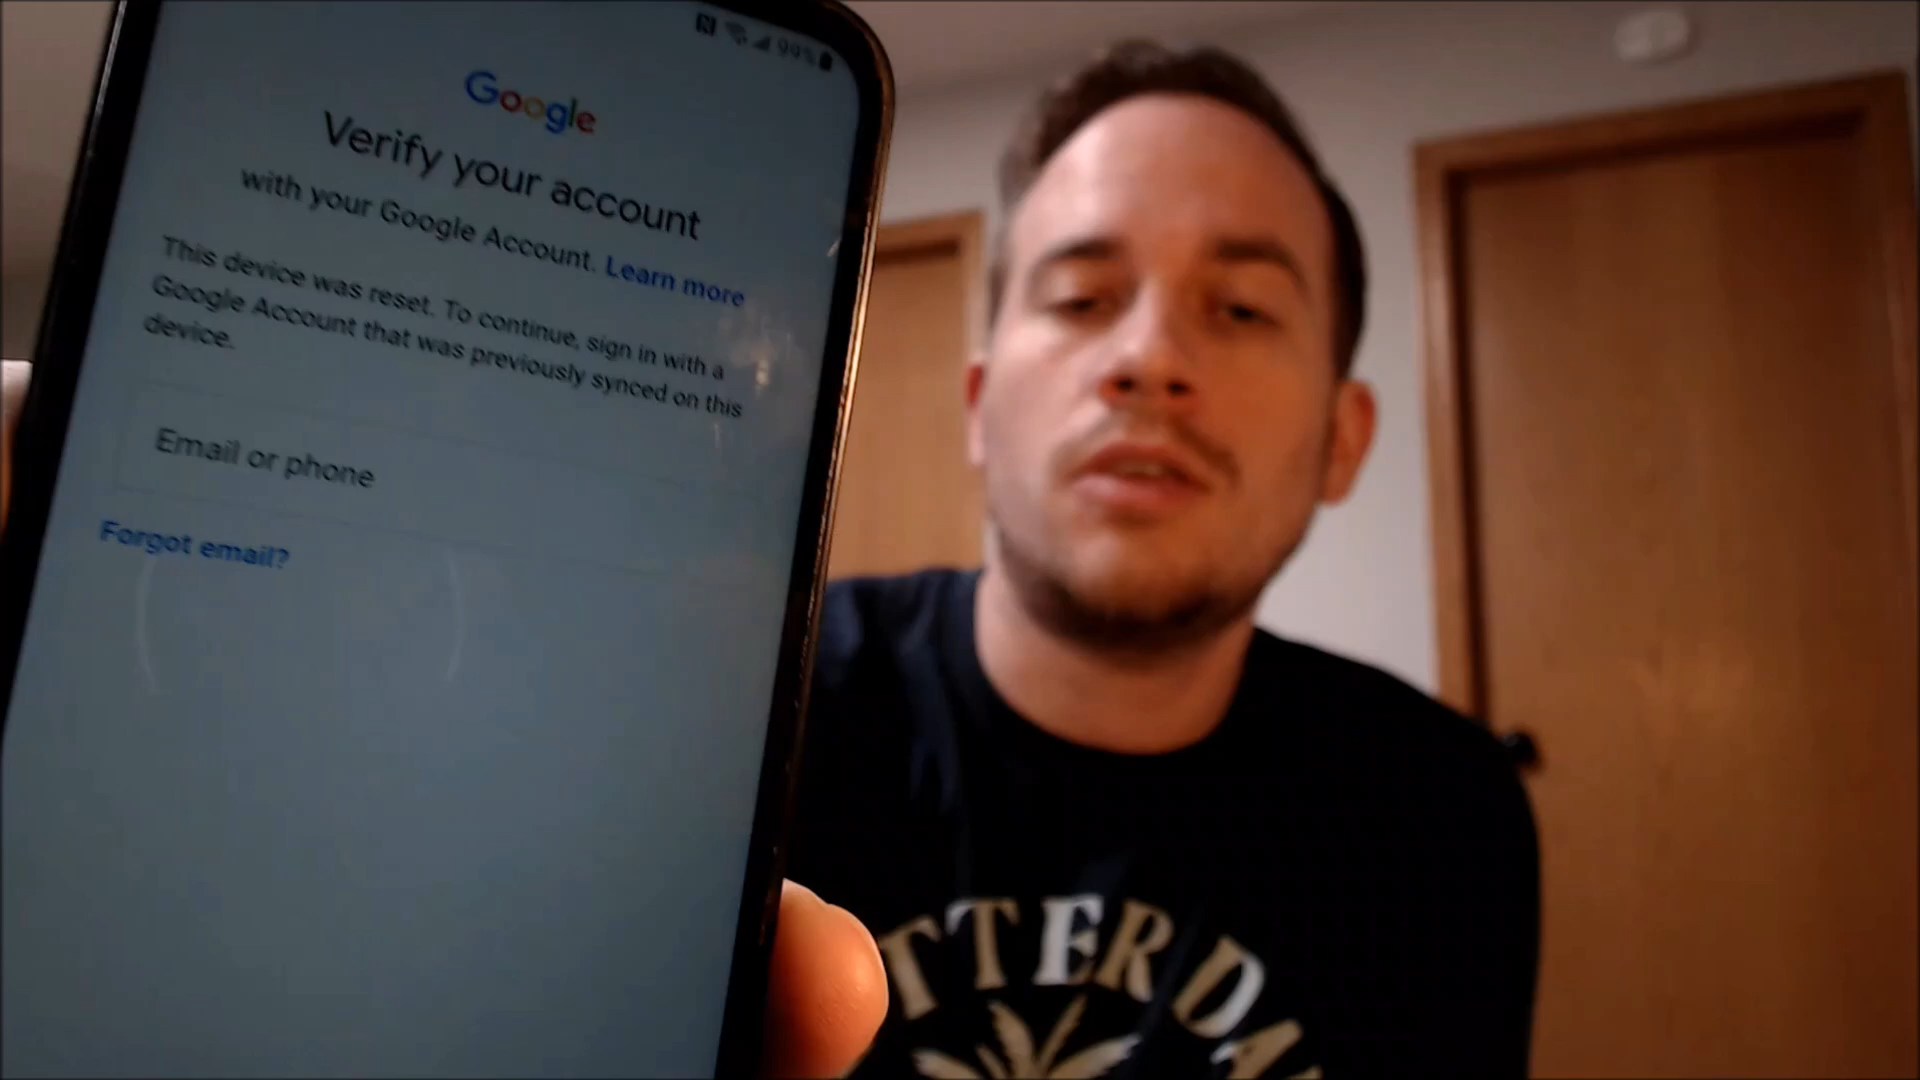 99%
Google
Verify your account
with your Google Account. Learn more
This device was reset. To continue, sign in with a
Google Account that was previously synced on this
device.
Email or phone
Forgot email?
TTERDA